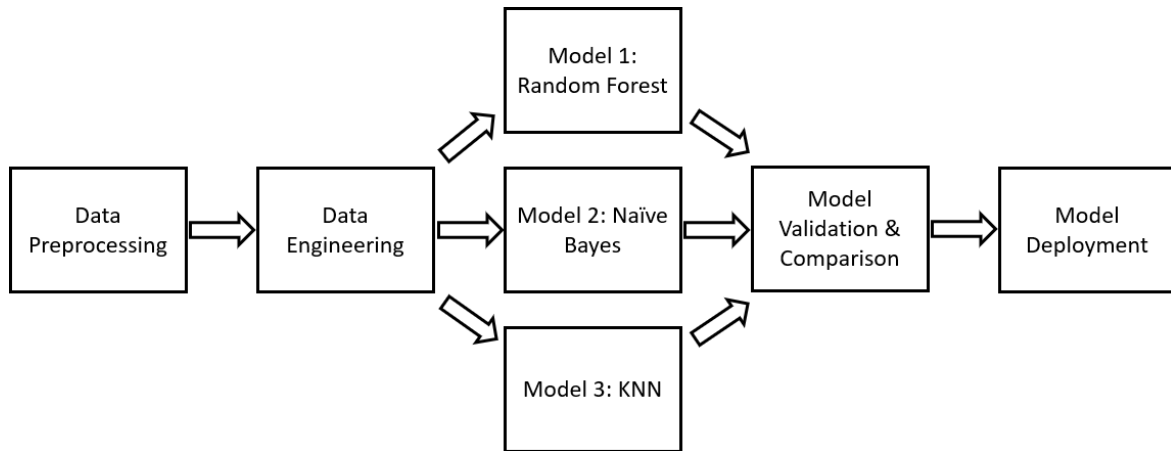 Model 1:
Random Forest
Data
Preprocessing
Data
Engineering
Model 2: Naïve
Bayes
Model
Validation &
Comparison
Model
Deployment
Model 3: KNN